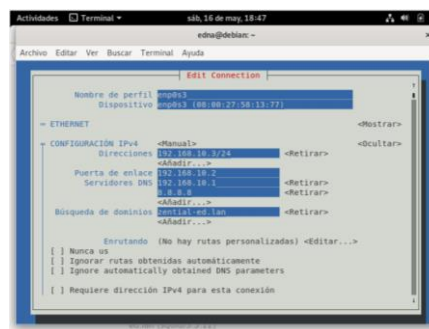 Actividades Terminal sáb, 16 de may, 18:47
edna@debian: ~
Archivo Editar Ver Buscar Terminal Ayuda
Edit Connection
Nombre de perfil enp0s3
Dispositivo enp0s3 (08:00:27:58:13:77)
ETHERNET <Mostrar>
CONFIGURACIÓN IPv4 <Manual> <Ocultar>
Direcciones 192.168.10.3/24 <Retirar>
<Añadir...>
Puerta de enlace 192.168.10.2
Servidores DNS 192.168.10.1 <Retirar>
8.8.8.8 <Retirar>
<Añadir...>
Búsqueda de dominios zential-ed.lan <Retirar>
<Añadir...>
Enrutando (No hay rutas personalizadas) <Editar...>
[ ] Nunca us
[ ] Ignorar rutas obtenidas automáticamente
[ ] Ignore automatically obtained DNS parameters
[ ] Requiere dirección IPv4 para esta conexión